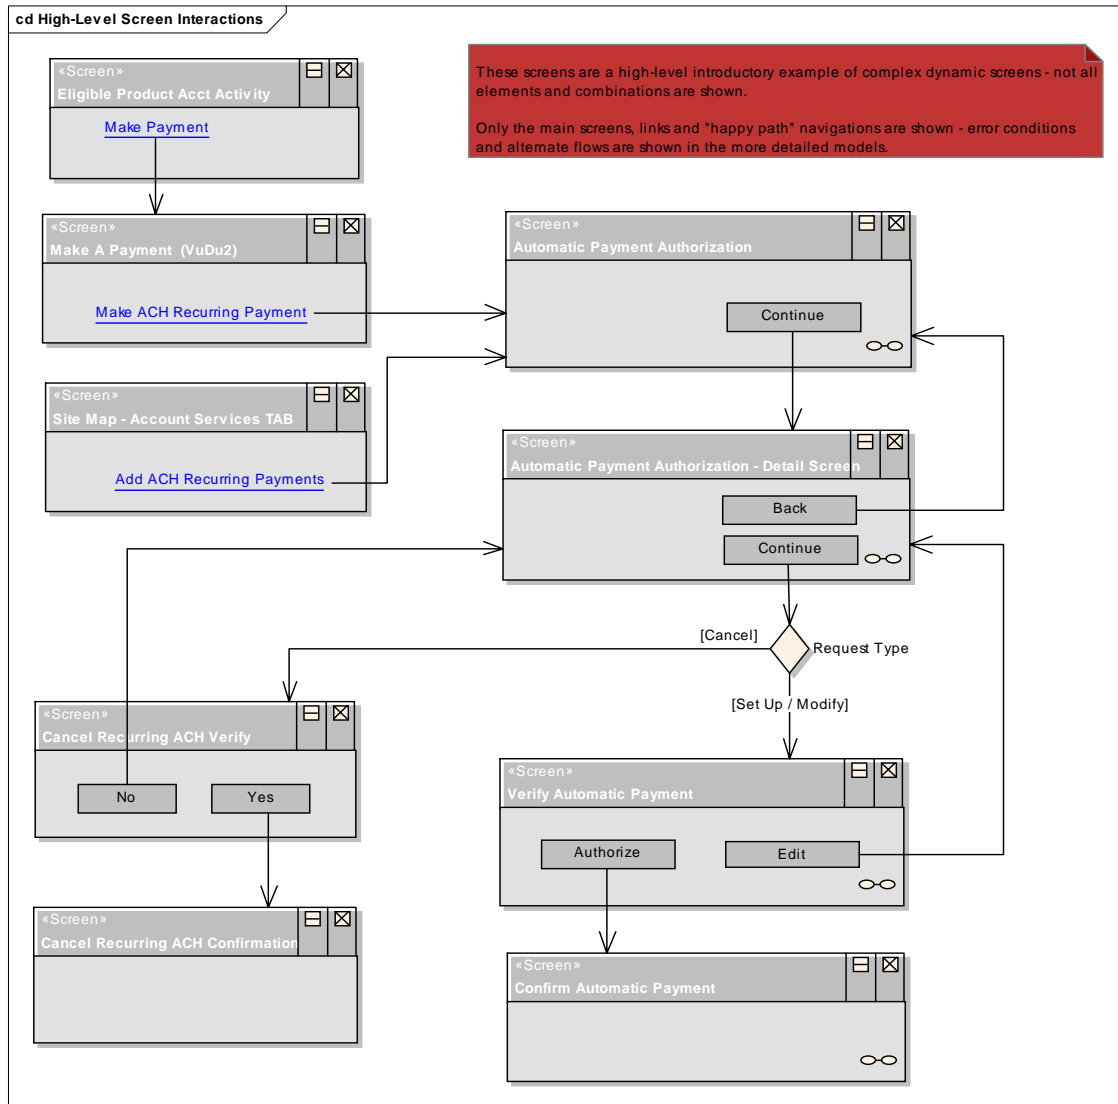 cd High-Level Screen Interactions
«Screen»
Eligible Product Acct Activity
Make Payment
These screens are a high-level introductory example of complex dynamic screens - not all
elements and combinations are shown.
Only the main screens, links and "happy path" navigations are shown - error conditions
and alternate flows are shown in the more detailed models.
«Screen»
Make A Payment (VuDu2)
Make ACH Recurring Payment
«Screen»
Automatic Payment Authorization
Continue
«Screen»
Site Map - Account Services TAB
Add ACH Recurring Payments
«Screen»
Automatic Payment Authorization - Detail Screen
Back
Continue
[Cancel]
Request Type
[Set Up / Modify]
«Screen»
Cancel Recurring ACH Verify
No
Yes
«Screen»
Verify Automatic Payment
Authorize
Edit
«Screen»
Cancel Recurring ACH Confirmation
«Screen»
Confirm Automatic Payment